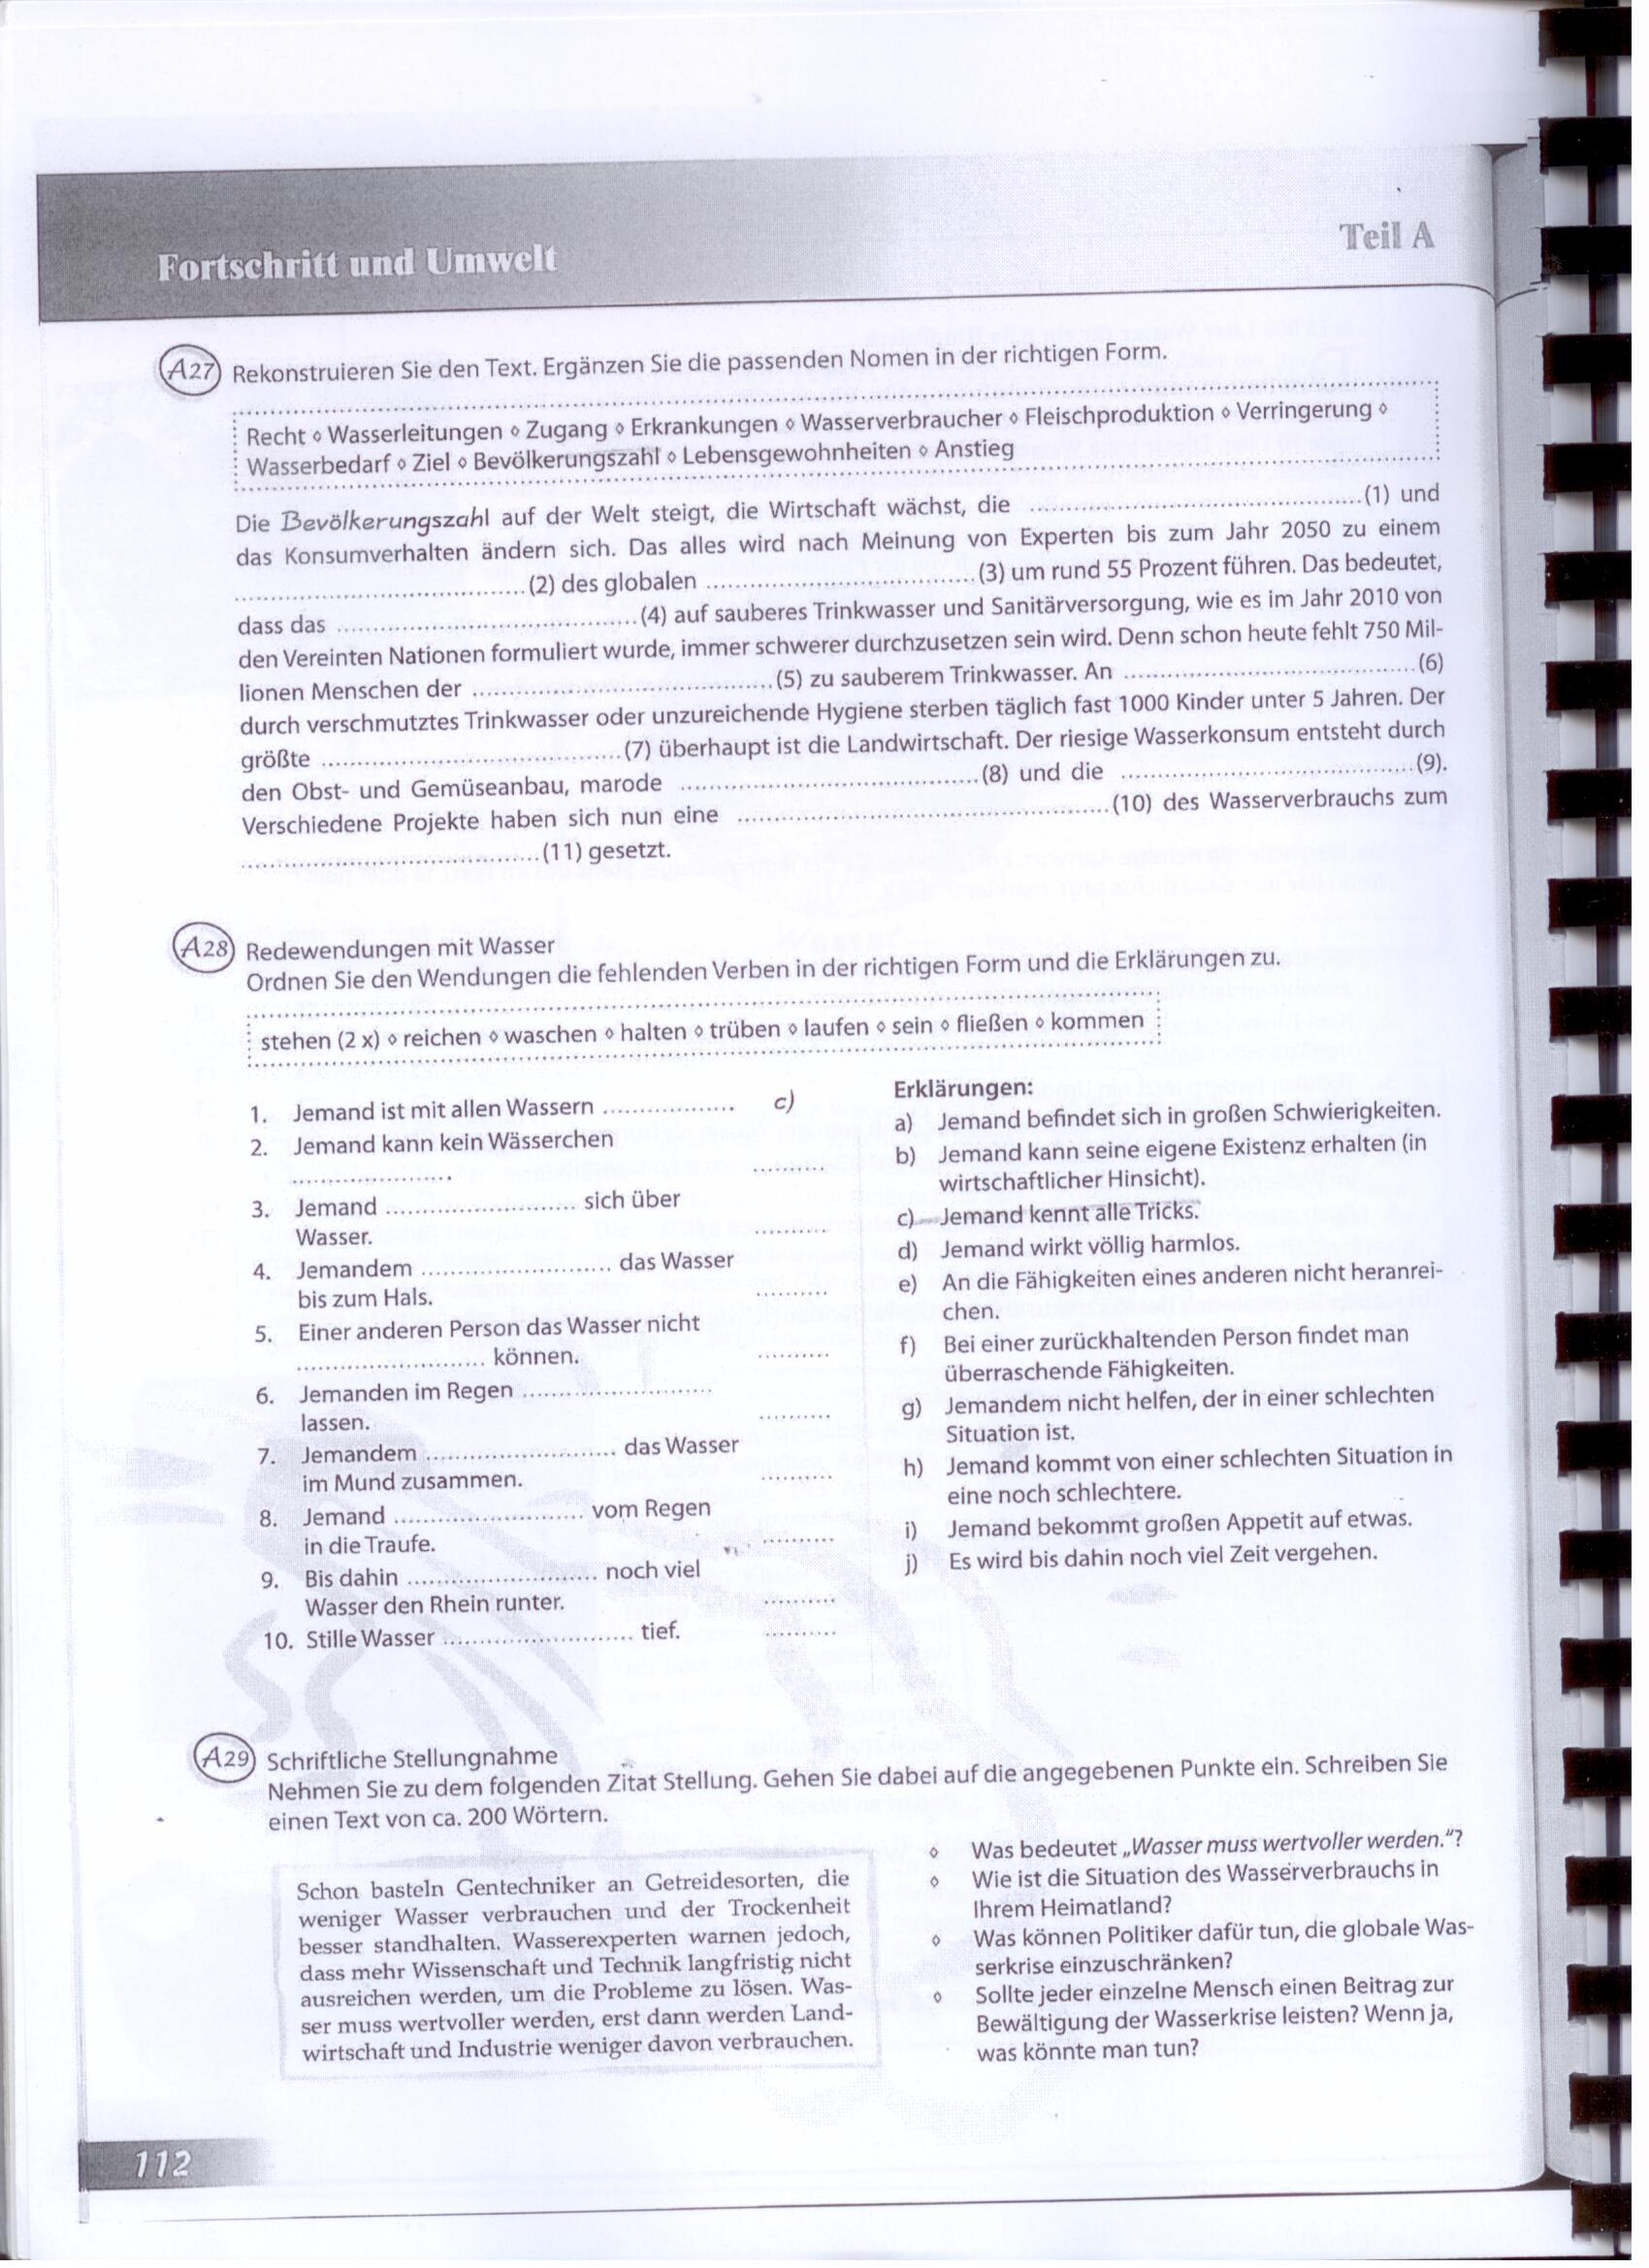 Fortschritt und Umwelt
Teil A
A27 Rekonstruieren Sie den Text. Ergänzen Sie die passenden Nomen in der richtigen Form.
Recht ⋄ Wasserleitungen ⋄ Zugang ⋄ Erkrankungen ⋄ Wasserverbraucher ⋄ Fleischproduktion ⋄ Verringerung ⋄
Wasserbedarf ⋄ Ziel ⋄ Bevölkerungszahl ⋄ Lebensgewohnheiten ⋄ Anstieg
Die Bevölkerungszahl auf der Welt steigt, die Wirtschaft wächst, die ..............................(1) und
das Konsumverhalten ändern sich. Das alles wird nach Meinung von Experten bis zum Jahr 2050 zu einem
..............................(2) des globalen ..............................(3) um rund 55 Prozent führen. Das bedeutet,
dass das ..............................(4) auf sauberes Trinkwasser und Sanitärversorgung, wie es im Jahr 2010 von
den Vereinten Nationen formuliert wurde, immer schwerer durchzusetzen sein wird. Denn schon heute fehlt 750 Mil-
lionen Menschen der ..............................(5) zu sauberem Trinkwasser. An ..............................(6)
durch verschmutztes Trinkwasser oder unzureichende Hygiene sterben täglich fast 1000 Kinder unter 5 Jahren. Der
größte ..............................(7) überhaupt ist die Landwirtschaft. Der riesige Wasserkonsum entsteht durch
den Obst- und Gemüseanbau, marode ..............................(8) und die ..............................(9).
Verschiedene Projekte haben sich nun eine ..............................(10) des Wasserverbrauchs zum
..............................(11) gesetzt.
A28 Redewendungen mit Wasser
Ordnen Sie den Wendungen die fehlenden Verben in der richtigen Form und die Erklärungen zu.
stehen (2 x) ⋄ reichen ⋄ waschen ⋄ halten ⋄ trüben ⋄ laufen ⋄ sein ⋄ fließen ⋄ kommen
1. Jemand ist mit allen Wassern .................. c)
2. Jemand kann kein Wässerchen
.................. ..........
3. Jemand .................. sich über
Wasser. ..........
4. Jemandem .................. das Wasser
bis zum Hals. ..........
5. Einer anderen Person das Wasser nicht
.................. können. ..........
6. Jemanden im Regen ..................
lassen. ..........
7. Jemandem .................. das Wasser
im Mund zusammen. ..........
8. Jemand .................. vom Regen
in die Traufe. ..........
9. Bis dahin .................. noch viel
Wasser den Rhein runter. ..........
10. Stille Wasser .................. tief. ..........
Erklärungen:
a) Jemand befindet sich in großen Schwierigkeiten.
b) Jemand kann seine eigene Existenz erhalten (in
wirtschaftlicher Hinsicht).
c) Jemand kennt alle Tricks.
d) Jemand wirkt völlig harmlos.
e) An die Fähigkeiten eines anderen nicht heranrei-
chen.
f) Bei einer zurückhaltenden Person findet man
überraschende Fähigkeiten.
g) Jemandem nicht helfen, der in einer schlechten
Situation ist.
h) Jemand kommt von einer schlechten Situation in
eine noch schlechtere.
i) Jemand bekommt großen Appetit auf etwas.
j) Es wird bis dahin noch viel Zeit vergehen.
A29 Schriftliche Stellungnahme
Nehmen Sie zu dem folgenden Zitat Stellung. Gehen Sie dabei auf die angegebenen Punkte ein. Schreiben Sie
einen Text von ca. 200 Wörtern.
Schon basteln Gentechniker an Getreidesorten, die
weniger Wasser verbrauchen und der Trockenheit
besser standhalten. Wasserexperten warnen jedoch,
dass mehr Wissenschaft und Technik langfristig nicht
ausreichen werden, um die Probleme zu lösen. Was-
ser muss wertvoller werden, erst dann werden Land-
wirtschaft und Industrie weniger davon verbrauchen.
⋄ Was bedeutet „Wasser muss wertvoller werden."?
⋄ Wie ist die Situation des Wasserverbrauchs in
Ihrem Heimatland?
⋄ Was können Politiker dafür tun, die globale Was-
serkrise einzuschränken?
⋄ Sollte jeder einzelne Mensch einen Beitrag zur
Bewältigung der Wasserkrise leisten? Wenn ja,
was könnte man tun?
112